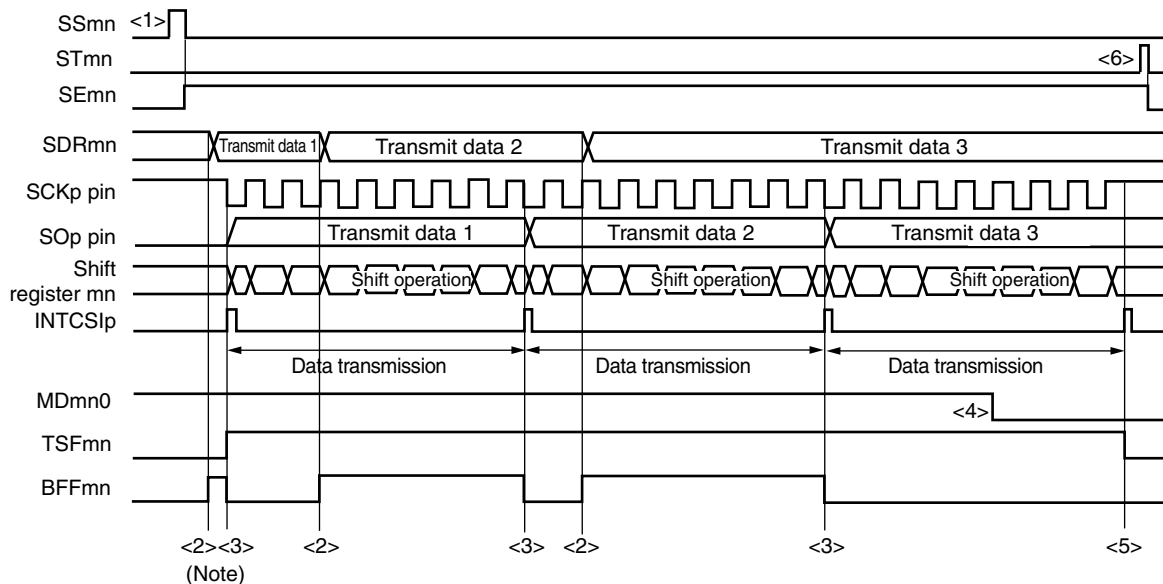 SSmn <1>
STmn <6>
SEmn
SDRmn Transmit data 1 Transmit data 2 Transmit data 3
SCKp pin
SOp pin Transmit data 1 Transmit data 2 Transmit data 3
Shift
register mn Shift operation Shift operation Shift operation
INTCSIp
Data transmission Data transmission Data transmission
MDmn0 <4>
TSFmn
BFFmn
<2> <3> <2> <3> <2> <3> <5>
(Note)